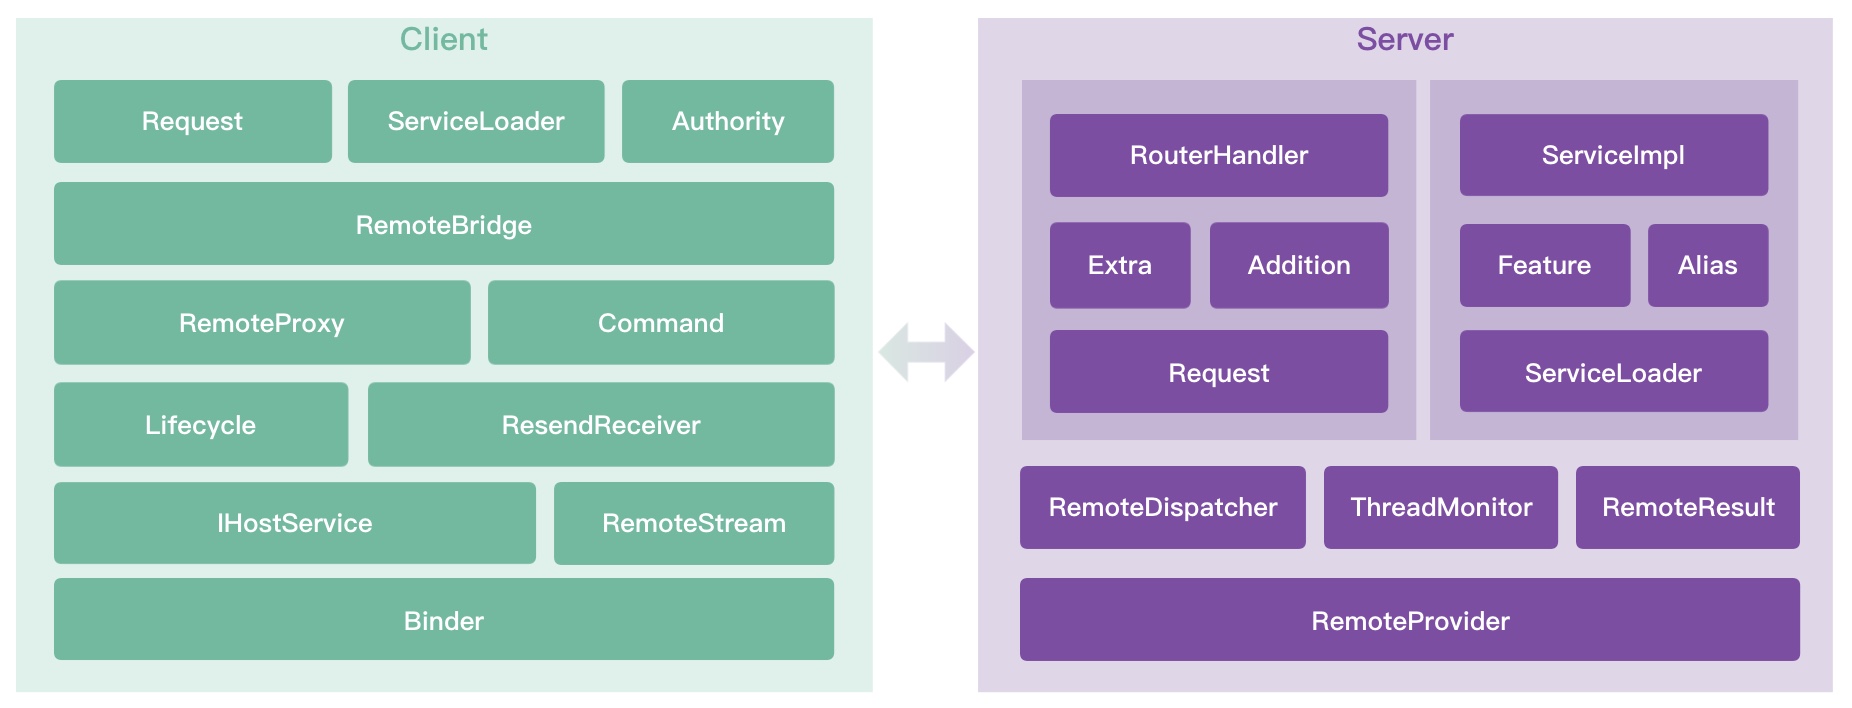 Client
Request
ServiceLoader
Authority
RemoteBridge
RemoteProxy
Command
Lifecycle
ResendReceiver
IHostService
RemoteStream
Binder
Server
RouterHandler
Extra
Addition
Request
ServiceImpl
Feature
Alias
ServiceLoader
RemoteDispatcher
ThreadMonitor
RemoteResult
RemoteProvider